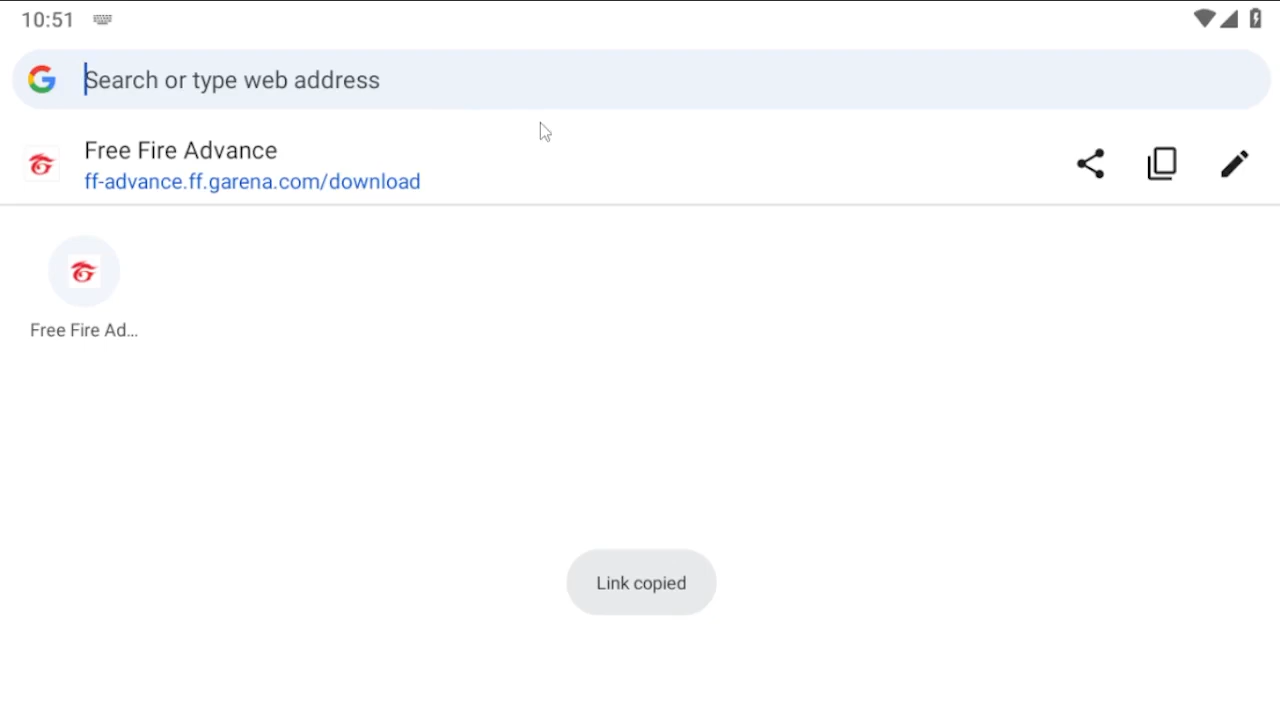 10:51
Search or type web address
Free Fire Advance
ff-advance.ff.garena.com/download
Free Fire Ad...
Link copied